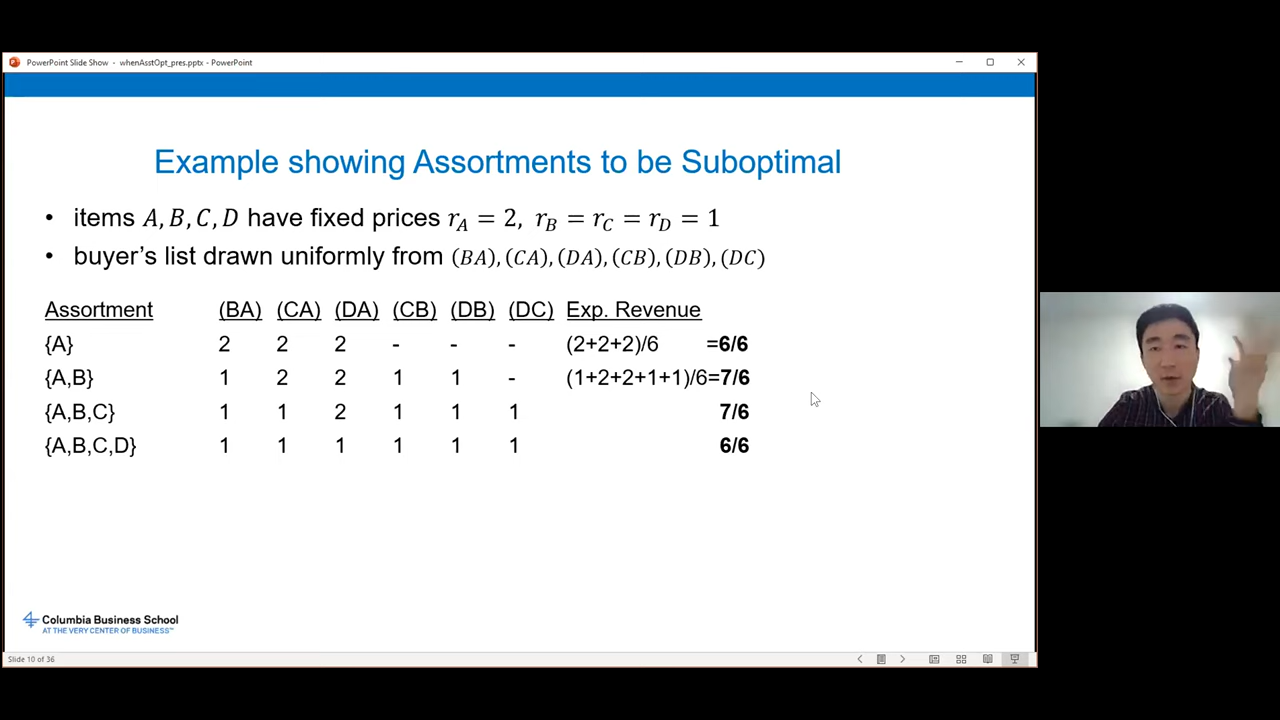 PowerPoint Slide Show - whenAsstOpt_pres.pptx - PowerPoint
Example showing Assortments to be Suboptimal
• items A, B, C, D have fixed prices r_A = 2, r_B = r_C = r_D = 1
• buyer's list drawn uniformly from (BA), (CA), (DA), (CB), (DB), (DC)
Assortment (BA) (CA) (DA) (CB) (DB) (DC) Exp. Revenue
{A} 2 2 2 - - - (2+2+2)/6 =6/6
{A,B} 1 2 2 1 1 - (1+2+2+1+1)/6=7/6
{A,B,C} 1 1 2 1 1 1 7/6
{A,B,C,D} 1 1 1 1 1 1 6/6
Columbia Business School
AT THE VERY CENTER OF BUSINESS™
Slide 10 of 36